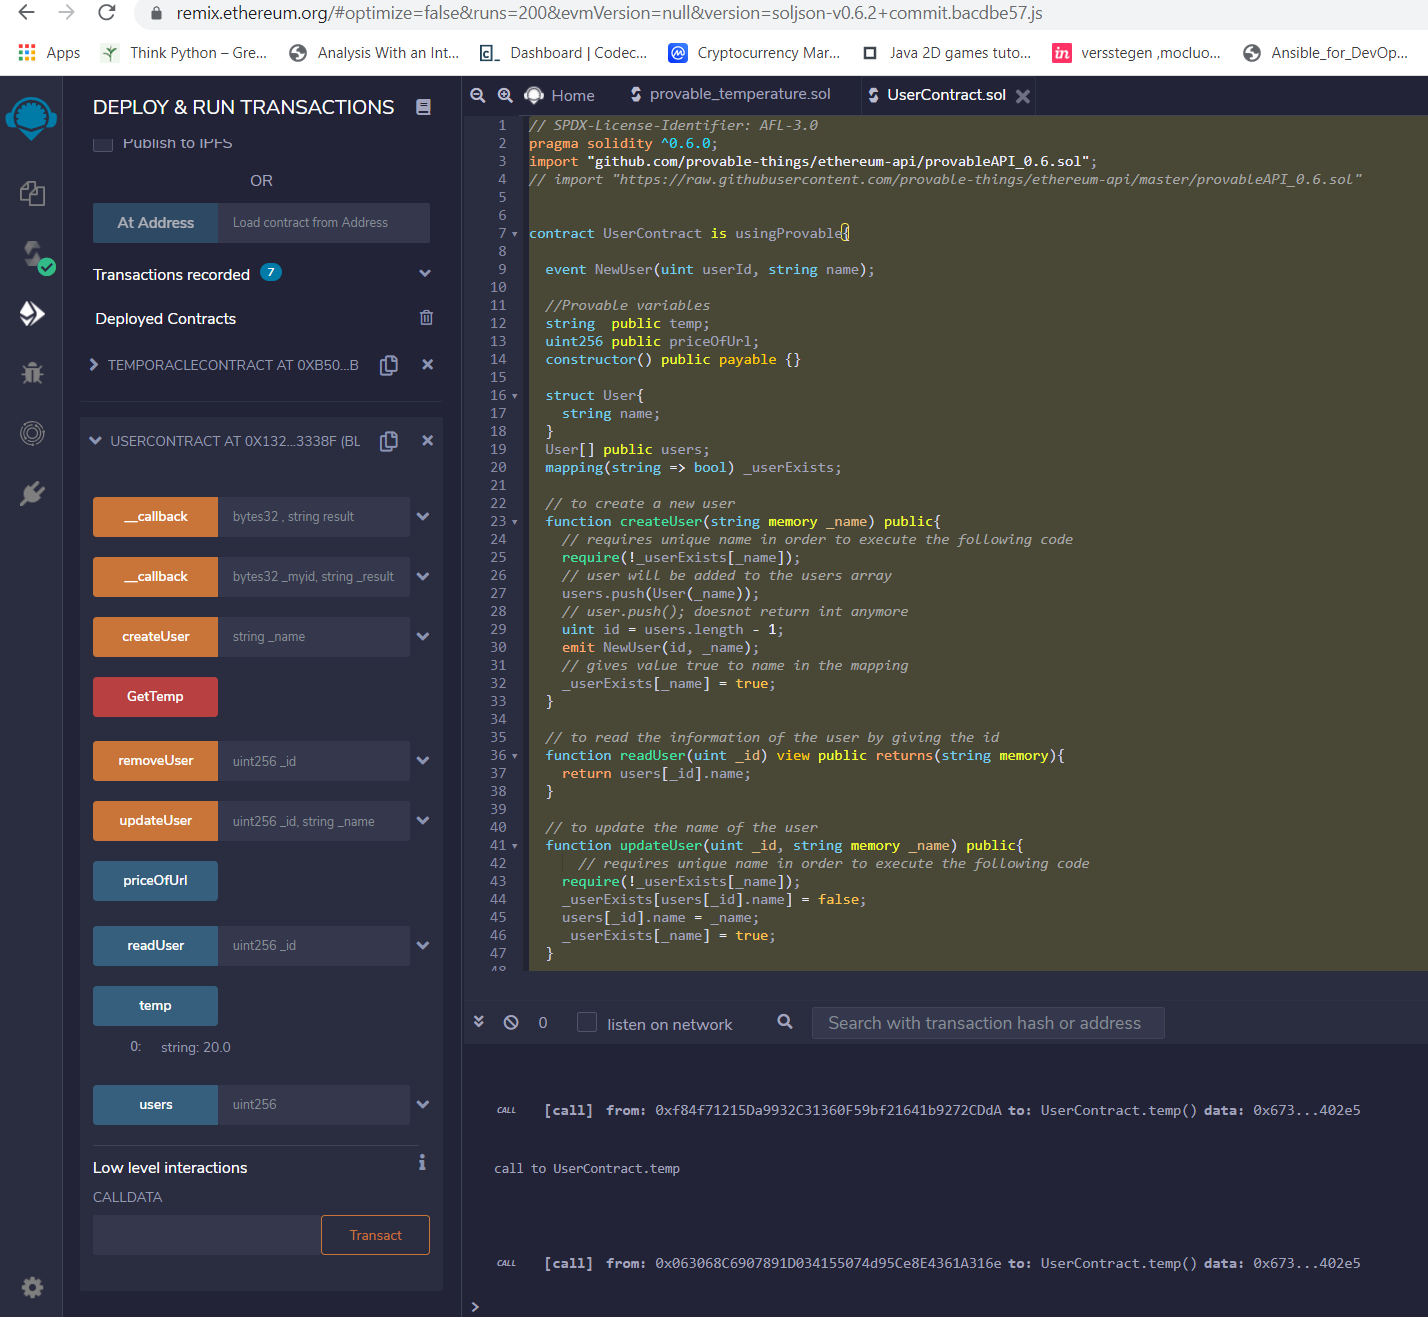 remix.ethereum.org/#optimize=false&runs=200&evmVersion=null&version=soljson-v0.6.2+commit.bacdbe57.js
Apps Think Python – Gre... Analysis With an Int... Dashboard | Codec... Cryptocurrency Mar... Java 2D games tuto... versstegen ,mocluo... Ansible_for_DevOp...
DEPLOY & RUN TRANSACTIONS
Publish to IPFS
OR
At Address Load contract from Address
Transactions recorded 7
Deployed Contracts
TEMPORACLECONTRACT AT 0XB50...B
USERCONTRACT AT 0X132...3338F (BL
__callback bytes32 , string result
__callback bytes32 _myid, string _result
createUser string _name
GetTemp
removeUser uint256 _id
updateUser uint256 _id, string _name
priceOfUrl
readUser uint256 _id
temp
0: string: 20.0
users uint256
Low level interactions
CALLDATA
Transact
Home provable_temperature.sol UserContract.sol
1 // SPDX-License-Identifier: AFL-3.0
2 pragma solidity ^0.6.0;
3 import "github.com/provable-things/ethereum-api/provableAPI_0.6.sol";
4 // import "https://raw.githubusercontent.com/provable-things/ethereum-api/master/provableAPI_0.6.sol"
5
6
7 contract UserContract is usingProvable{
8
9 event NewUser(uint userId, string name);
10
11 //Provable variables
12 string  public temp;
13 uint256 public priceOfUrl;
14 constructor() public payable {}
15
16 struct User{
17 string name;
18 }
19 User[] public users;
20 mapping(string => bool) _userExists;
21
22 // to create a new user
23 function createUser(string memory _name) public{
24 // requires unique name in order to execute the following code
25 require(!_userExists[_name]);
26 // user will be added to the users array
27 users.push(User(_name));
28 // user.push(); doesnot return int anymore
29 uint id = users.length - 1;
30 emit NewUser(id, _name);
31 // gives value true to name in the mapping
32 _userExists[_name] = true;
33 }
34
35 // to read the information of the user by giving the id
36 function readUser(uint _id) view public returns(string memory){
37 return users[_id].name;
38 }
39
40 // to update the name of the user
41 function updateUser(uint _id, string memory _name) public{
42 // requires unique name in order to execute the following code
43 require(!_userExists[_name]);
44 _userExists[users[_id].name] = false;
45 users[_id].name = _name;
46 _userExists[_name] = true;
47 }
48
0 listen on network Search with transaction hash or address
CALL [call] from: 0xf84f71215Da9932C31360F59bf21641b9272CDdA to: UserContract.temp() data: 0x673...402e5
call to UserContract.temp
CALL [call] from: 0x063068C6907891D034155074d95Ce8E4361A316e to: UserContract.temp() data: 0x673...402e5
>